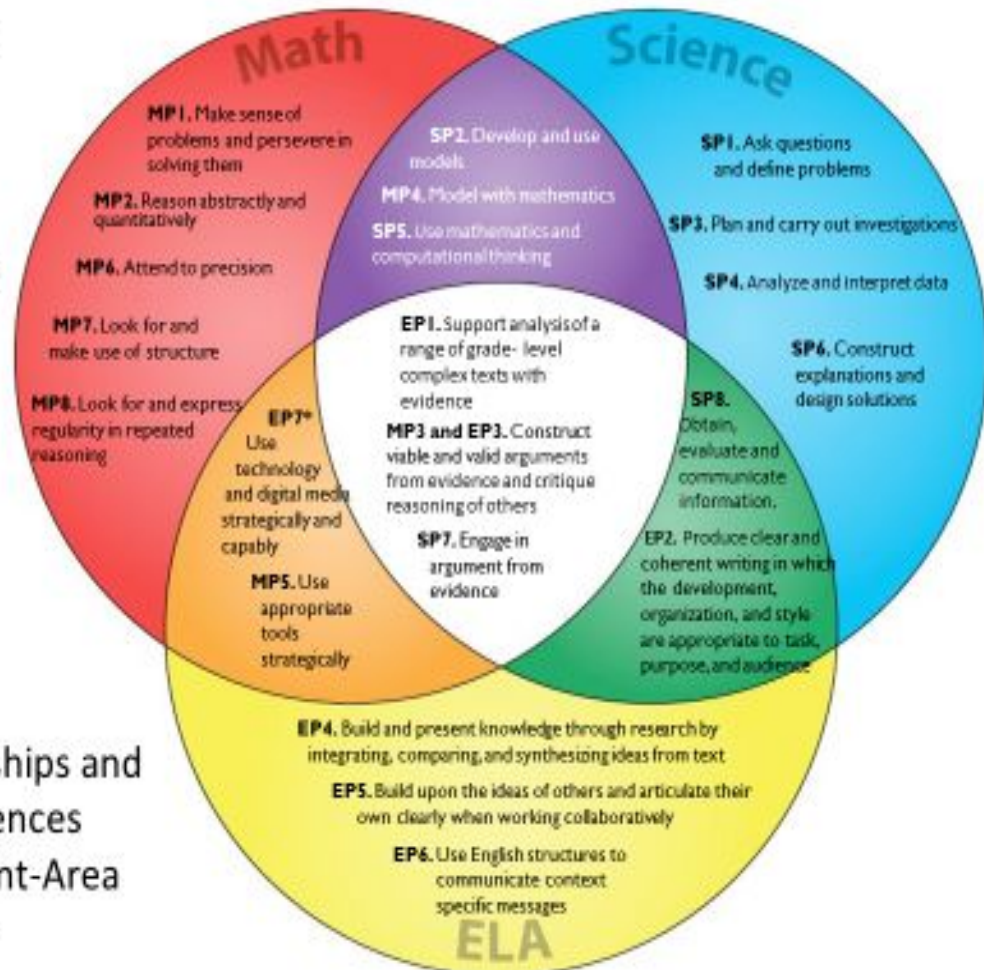 Math
MP1. Make sense of
problems and persevere in
solving them
MP2. Reason abstractly and
quantitatively
MP6. Attend to precision
MP7. Look for and
make use of structure
MP8. Look for and express
regularity in repeated
reasoning
SP2. Develop and use
models
MP4. Model with mathematics
SP5. Use mathematics and
computational thinking
Science
SP1. Ask questions
and define problems
SP3. Plan and carry out investigations
SP4. Analyze and interpret data
SP6. Construct
explanations and
design solutions
EP7*
Use
technology
and digital media
strategically and
capably
MP5. Use
appropriate
tools
strategically
EP1. Support analysis of a
range of grade- level
complex texts with
evidence
MP3 and EP3. Construct
viable and valid arguments
from evidence and critique
reasoning of others
SP7. Engage in
argument from
evidence
SP8.
Obtain,
evaluate and
communicate
information.
EP2. Produce clear and
coherent writing in which
the development,
organization, and style
are appropriate to task,
purpose, and audience
EP4. Build and present knowledge through research by
integrating, comparing, and synthesizing ideas from text
EP5. Build upon the ideas of others and articulate their
own clearly when working collaboratively
EP6. Use English structures to
communicate context
specific messages
ELA
ships and
ences
nt-Area